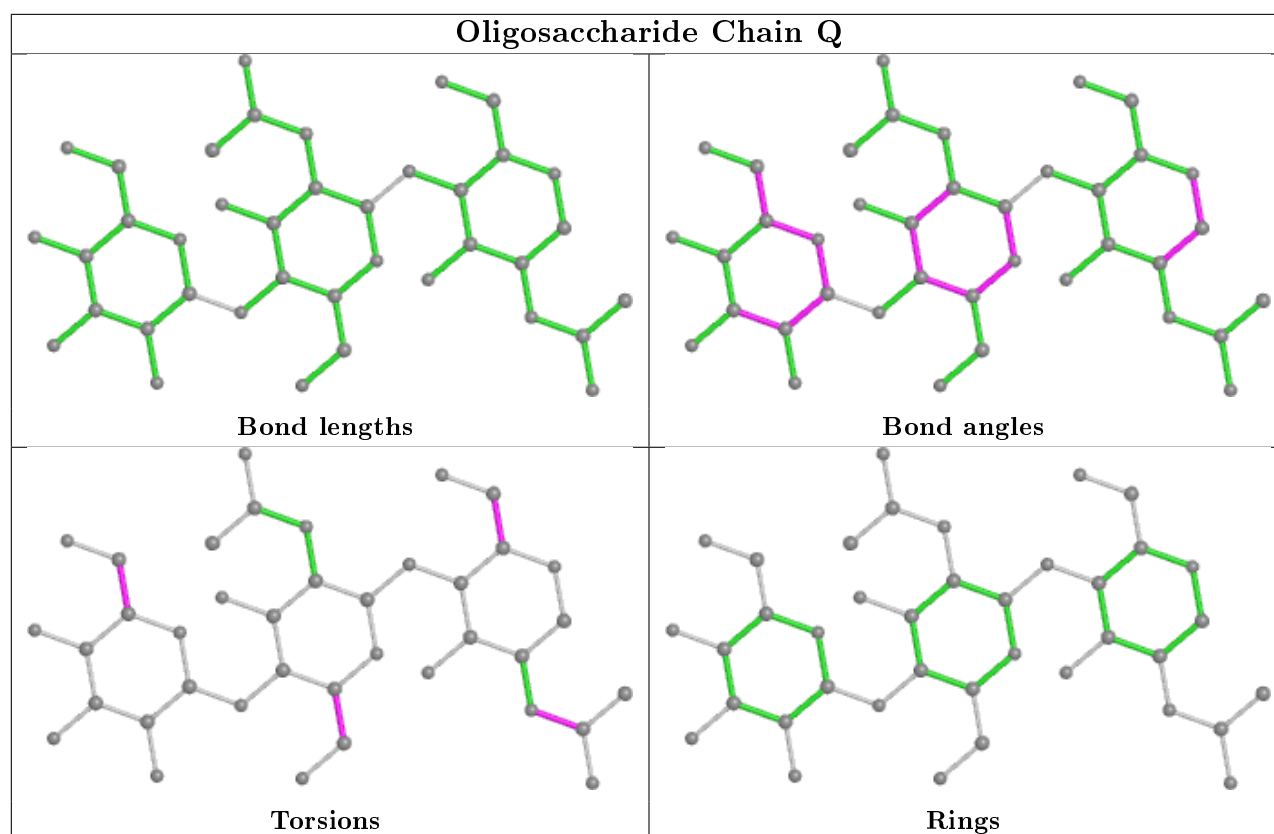 Oligosaccharide Chain Q
Bond lengths
Bond angles
Torsions
Rings